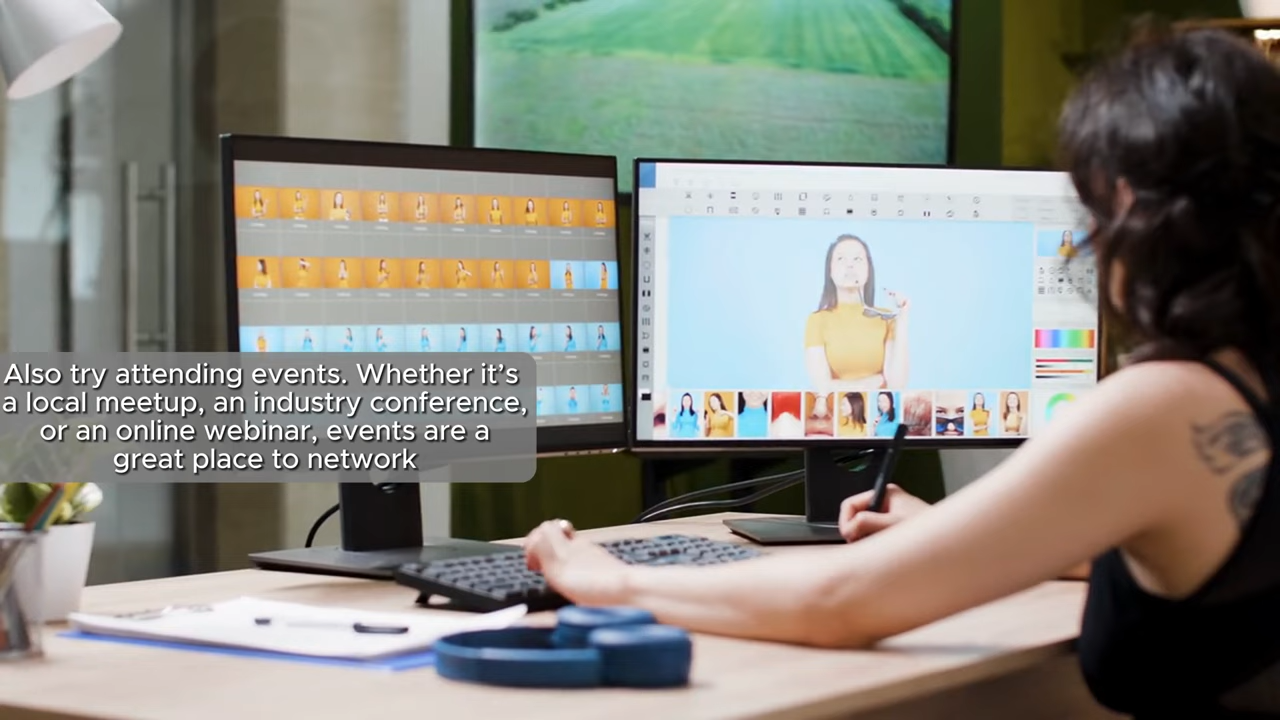 Also try attending events. Whether it's
a local meetup, an industry conference,
or an online webinar, events are a
great place to network